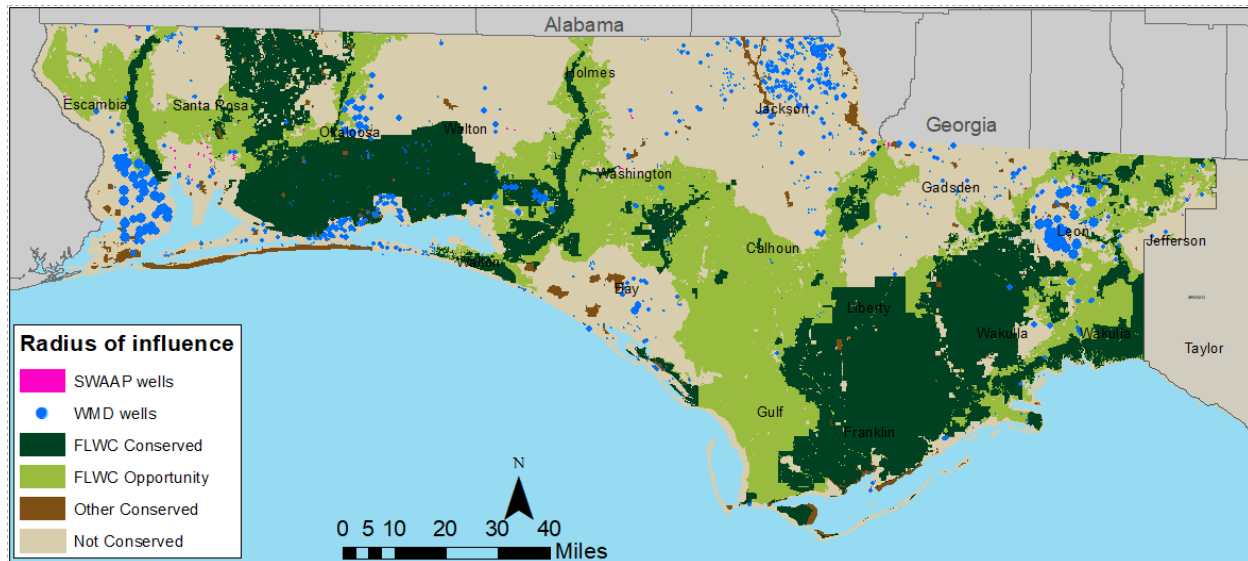 Alabama
Holmes
Escambia
Santa Rosa
Jackson
Okaloosa
Walton
Georgia
Washington
Gadsden
Leon
Jefferson
Calhoun
Walton
Bay
Liberty
Wakulla
Wakulla
Taylor
Gulf
Franklin
Radius of influence
SWAAP wells
WMD wells
FLWC Conserved
FLWC Opportunity
Other Conserved
Not Conserved
N
0 5 10 20 30 40
Miles